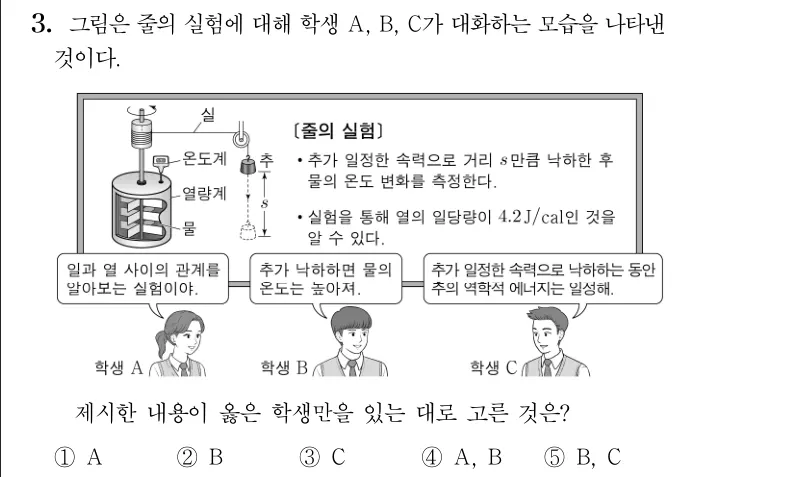 3. 그림은 줄의 실험에 대해 학생 A, B, C가 대화하는 모습을 나타낸
것이다.
실
온도계
추
열량계
s
물
〔줄의 실험〕
• 추가 일정한 속력으로 거리 s만큼 낙하한 후
물의 온도 변화를 측정한다.
• 실험을 통해 열의 일당량이 4.2J/cal인 것을
알 수 있다.
일과 열 사이의 관계를
알아보는 실험이야.
추가 낙하하면 물의
온도는 높아져.
추가 일정한 속력으로 낙하하는 동안
추의 역학적 에너지는 일성해.
학생 A
학생 B
학생 C
제시한 내용이 옳은 학생만을 있는 대로 고른 것은?
① A ② B ③ C ④ A, B ⑤ B, C